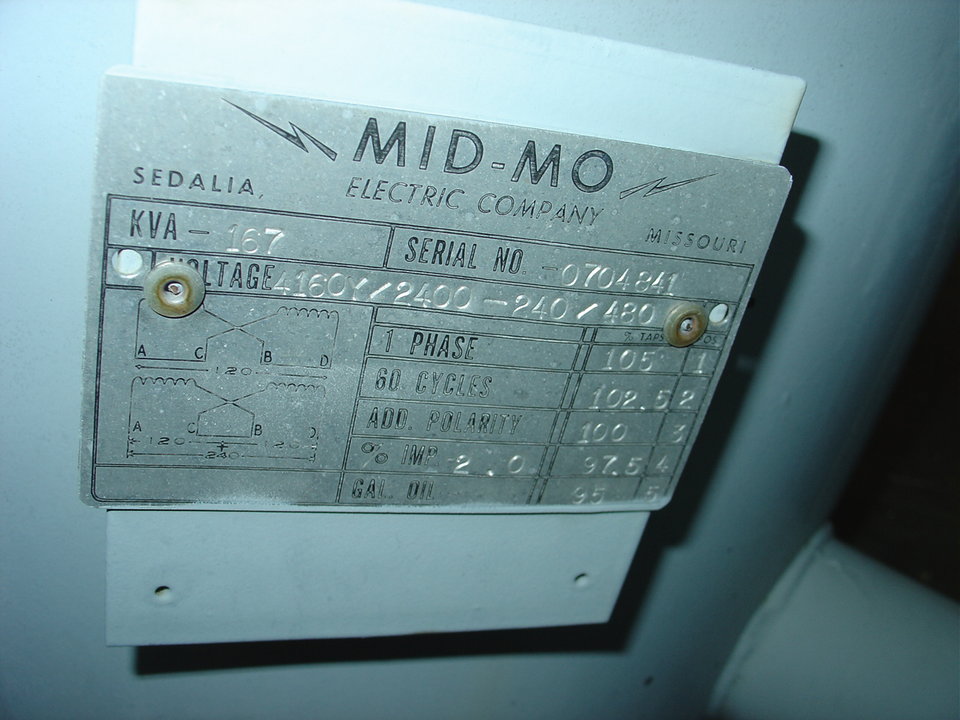 MID-MO
SEDALIA, ELECTRIC COMPANY MISSOURI
KVA - 167 SERIAL NO. -0704841
VOLTAGE 4160Y/2400-240/480
% TAPS
1 PHASE 105 1
60 CYCLES 102.5 2
ADD. POLARITY 100 3
% IMP. 2.0 97.5 4
GAL. OIL 95 5
A C B D
120
A C B D
120 120
240